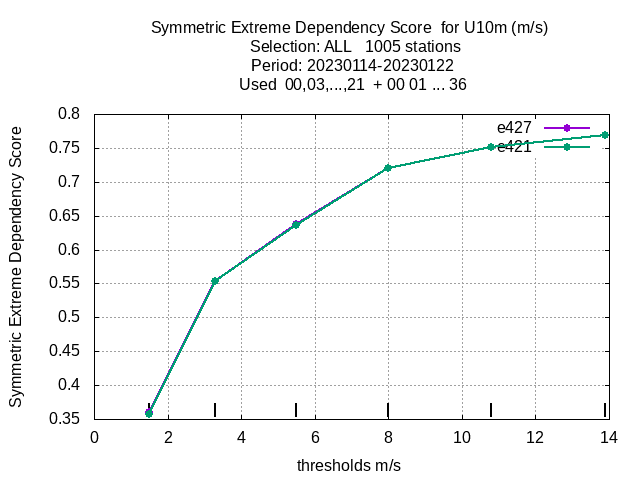 Symmetric Extreme Dependency Score  for U10m (m/s)
Selection: ALL   1005 stations
Period: 20230114-20230122
Used  00,03,...,21  + 00 01 ... 36
Symmetric Extreme Dependency Score
0.8
0.75
0.7
0.65
0.6
0.55
0.5
0.45
0.4
0.35
e427
e421
0 2 4 6 8 10 12 14
thresholds m/s